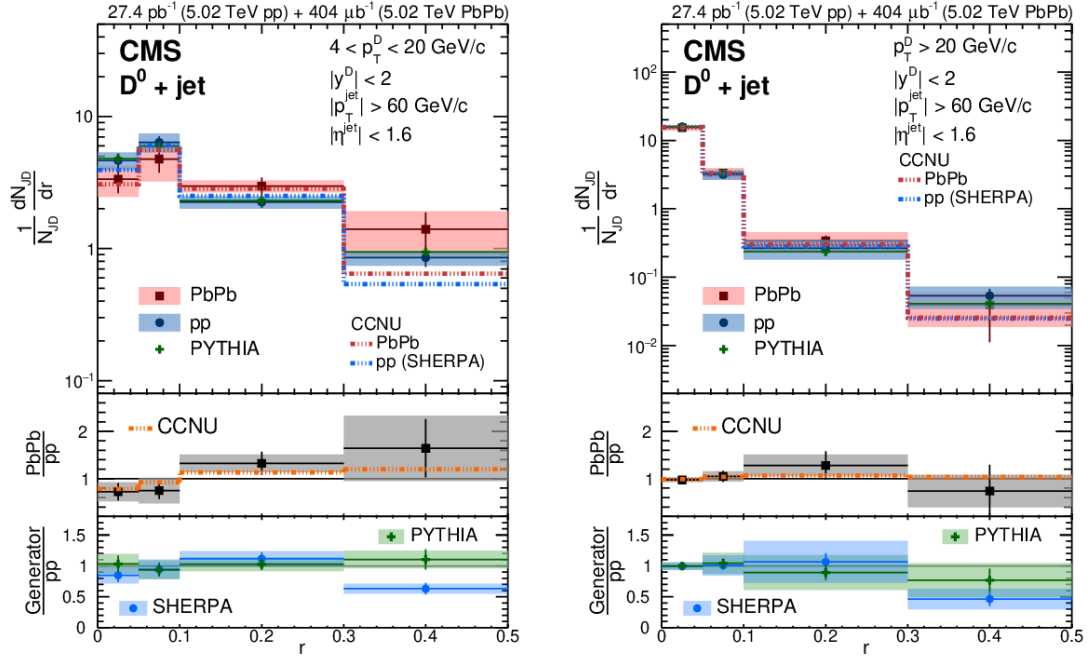 27.4 pb⁻¹ (5.02 TeV pp) + 404 μb⁻¹ (5.02 TeV PbPb)
CMS
D⁰ + jet
4 < p_T^D < 20 GeV/c
|y^D| < 2
|p_T^jet| > 60 GeV/c
|η^jet| < 1.6
1/N_JD dN_JD/dr
10
1
10⁻¹
PbPb
pp
PYTHIA
CCNU
PbPb
pp (SHERPA)
PbPb/pp
2
1
CCNU
Generator/pp
1.5
1
0.5
0
PYTHIA
SHERPA
0 0.1 0.2 0.3 0.4 0.5
r
27.4 pb⁻¹ (5.02 TeV pp) + 404 μb⁻¹ (5.02 TeV PbPb)
CMS
D⁰ + jet
p_T^D > 20 GeV/c
|y^D| < 2
|p_T^jet| > 60 GeV/c
|η^jet| < 1.6
CCNU
PbPb
pp (SHERPA)
1/N_JD dN_JD/dr
10²
10
1
10⁻¹
10⁻²
PbPb
pp
PYTHIA
PbPb/pp
2
1
CCNU
Generator/pp
1.5
1
0.5
0
PYTHIA
SHERPA
0 0.1 0.2 0.3 0.4 0.5
r